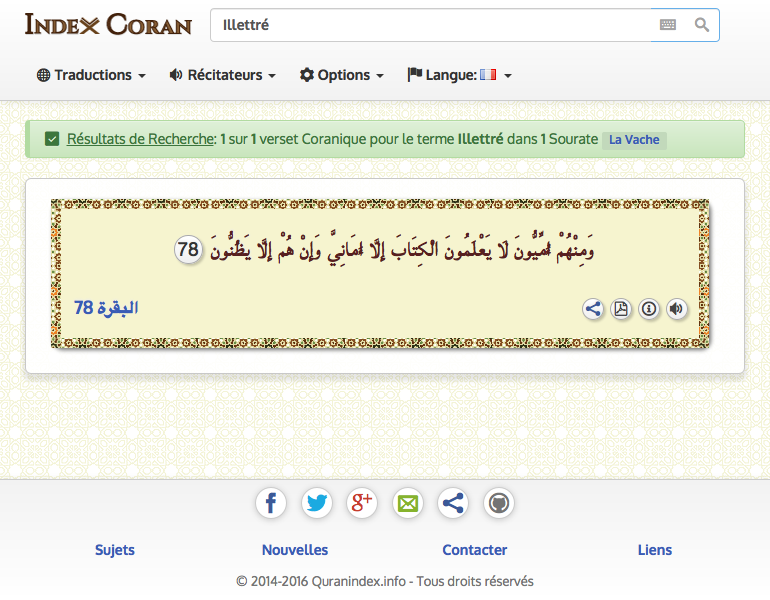 Index Coran
Illettré
Traductions Récitateurs Options Langue:
Résultats de Recherche: 1 sur 1 verset Coranique pour le terme Illettré dans 1 Sourate La Vache
وَمِنْهُمْ أُمِّيُّونَ لَا يَعْلَمُونَ الْكِتَابَ إِلَّا أَمَانِيَّ وَإِنْ هُمْ إِلَّا يَظُنُّونَ 78
البقرة 78
Sujets Nouvelles Contacter Liens
© 2014-2016 Quranindex.info - Tous droits réservés